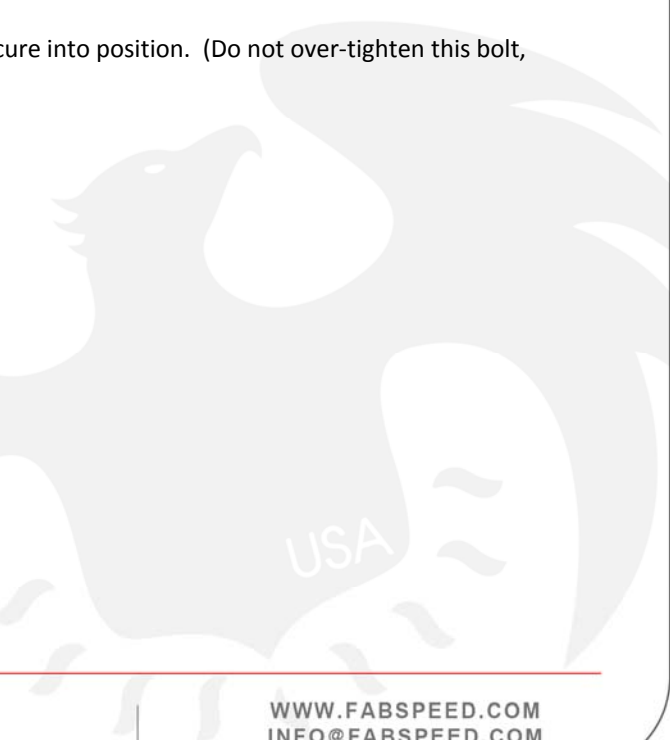 cure into position.  (Do not over-tighten this bolt,
USA
WWW.FABSPEED.COM
INFO@FABSPEED.COM